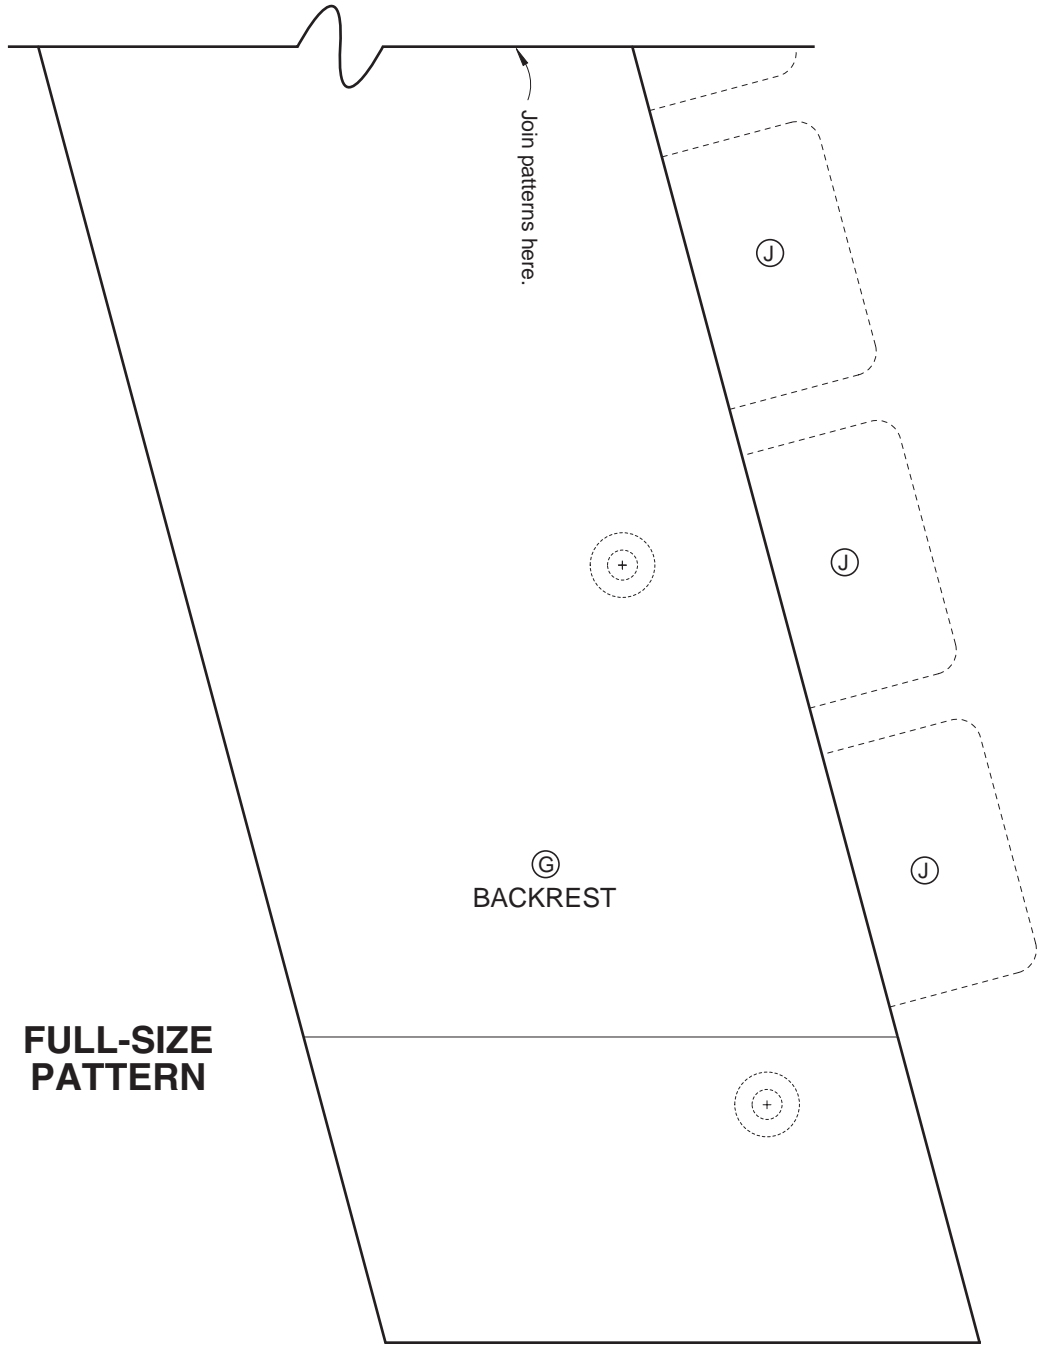 Join patterns here.
J
J
G
BACKREST
J
FULL-SIZE
PATTERN